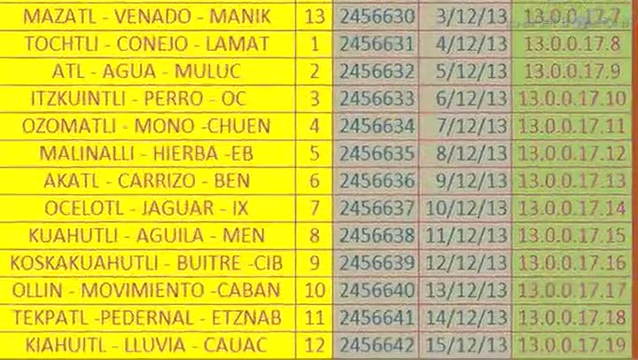 MAZATL - VENADO - MANIK 13 2456630 3/12/13 13.0.0.17.7
TOCHTLI - CONEJO - LAMAT 1 2456631 4/12/13 13.0.0.17.8
ATL - AGUA - MULUC 2 2456632 5/12/13 13.0.0.17.9
ITZKUINTLI - PERRO - OC 3 2456633 6/12/13 13.0.0.17.10
OZOMATLI - MONO -CHUEN 4 2456634 7/12/13 13.0.0.17.11
MALINALLI - HIERBA -EB 5 2456635 8/12/13 13.0.0.17.12
AKATL - CARRIZO - BEN 6 2456636 9/12/13 13.0.0.17.13
OCELOTL - JAGUAR - IX 7 2456637 10/12/13 13.0.0.17.14
KUAHUTLI - AGUILA - MEN 8 2456638 11/12/13 13.0.0.17.15
KOSKAKUAHUTLI - BUITRE -CIB 9 2456639 12/12/13 13.0.0.17.16
OLLIN - MOVIMIENTO -CABAN 10 2456640 13/12/13 13.0.0.17.17
TEKPATL -PEDERNAL - ETZNAB 11 2456641 14/12/13 13.0.0.17.18
KIAHUITL - LLUVIA - CAUAC 12 2456642 15/12/13 13.0.0.17.19